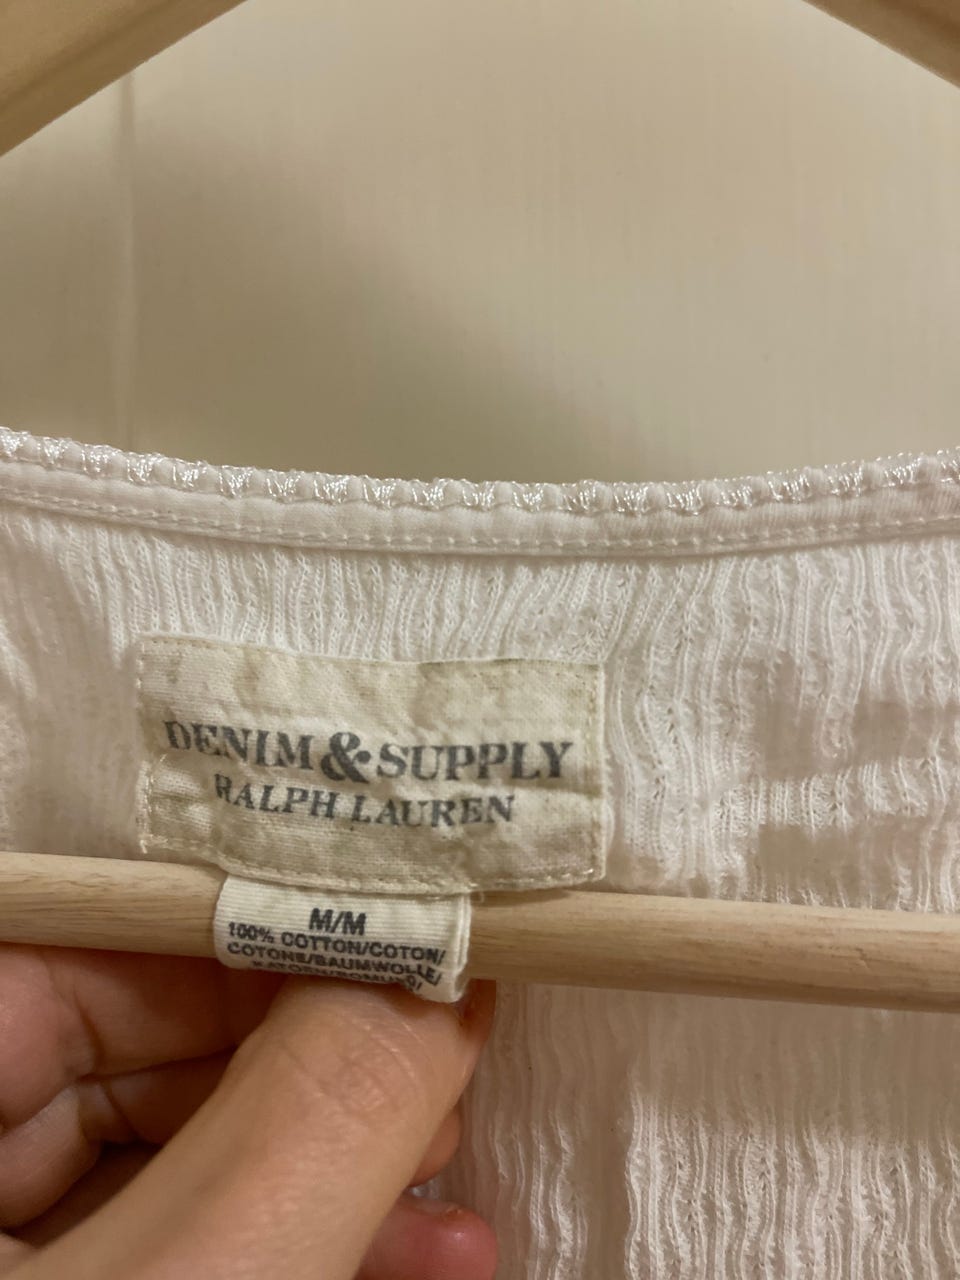 DENIM & SUPPLY
RALPH LAUREN
M/M
100% COTTON/COTON/
COTONE/BAUMWOLLE/